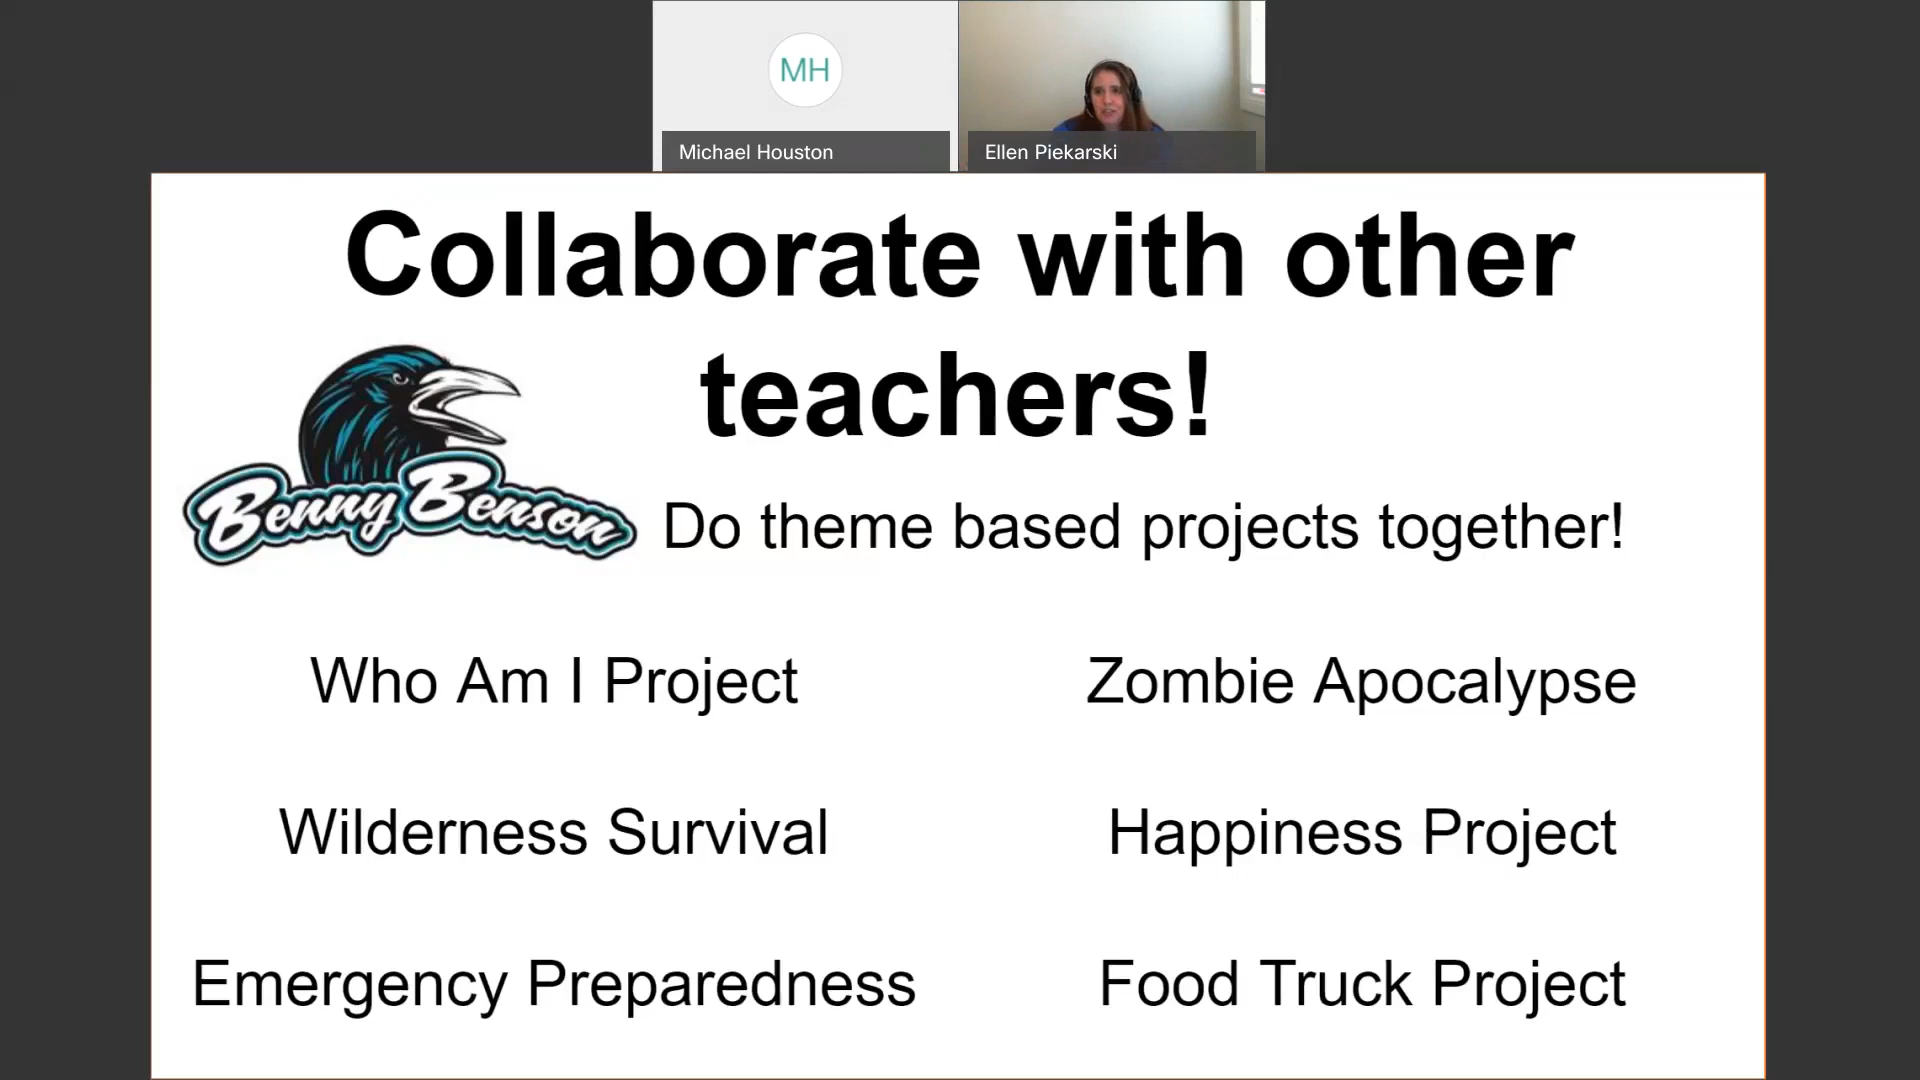 MH
Michael Houston
Ellen Piekarski
Collaborate with other
teachers!
Benny Benson
Do theme based projects together!
Who Am I Project
Zombie Apocalypse
Wilderness Survival
Happiness Project
Emergency Preparedness
Food Truck Project